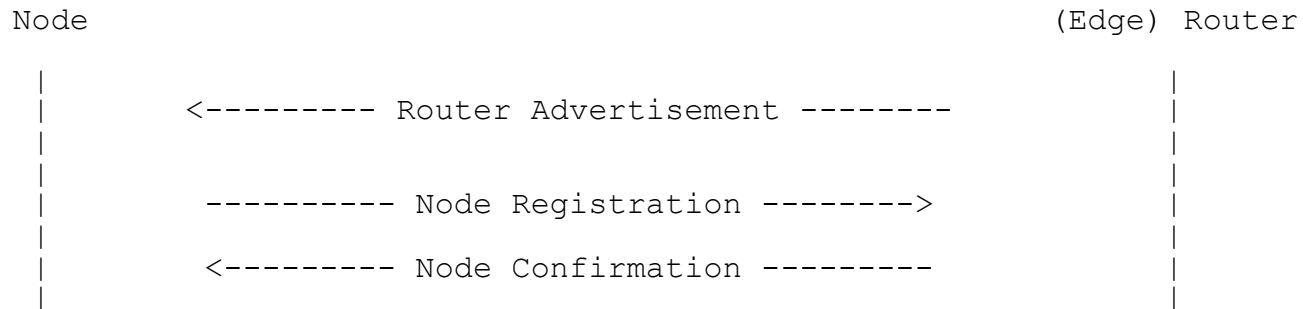 Node (Edge) Router
<--------- Router Advertisement --------
---------- Node Registration -------->
<--------- Node Confirmation ---------